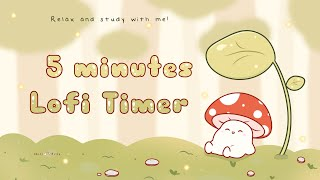 Relax and study with me!
5 minutes
Lofi Timer